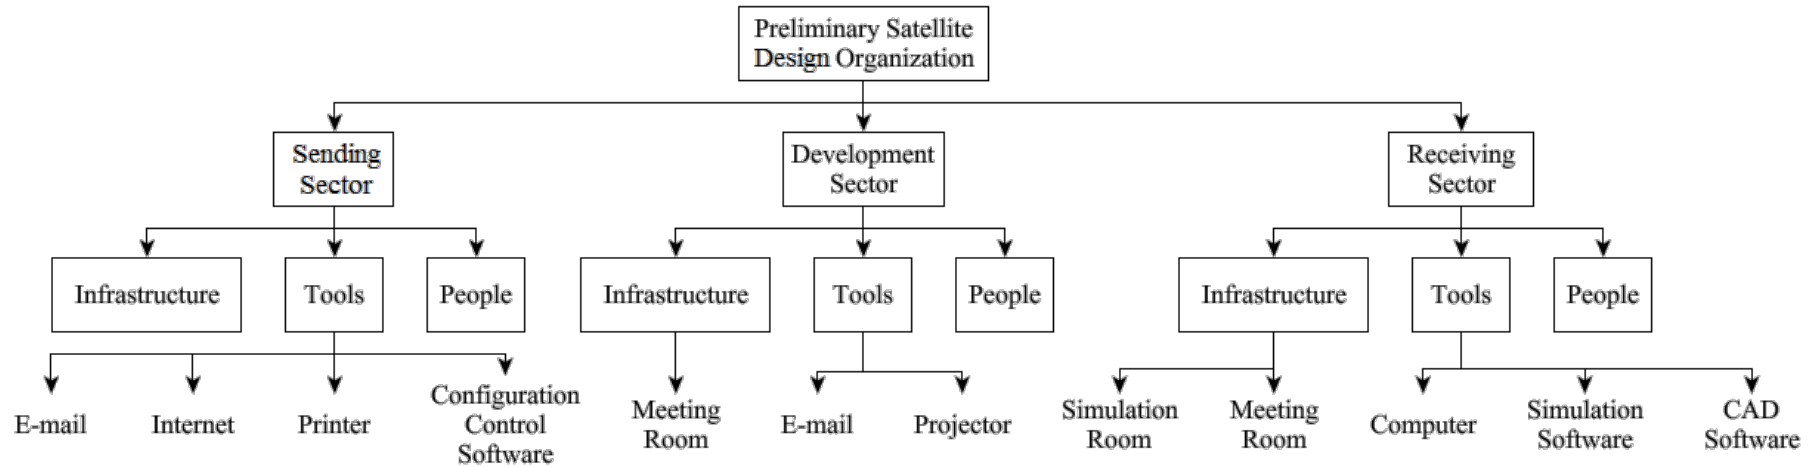 Preliminary Satellite
Design Organization
Sending
Sector
Development
Sector
Receiving
Sector
Infrastructure
Tools
People
Infrastructure
Tools
People
Infrastructure
Tools
People
E-mail
Internet
Printer
Configuration
Control
Software
Meeting
Room
E-mail
Projector
Simulation
Room
Meeting
Room
Computer
Simulation
Software
CAD
Software